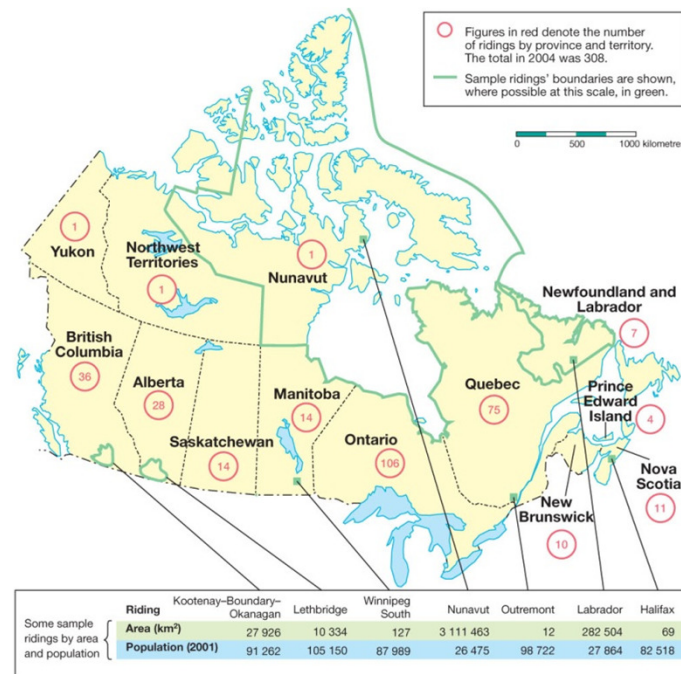 Figures in red denote the number
of ridings by province and territory.
The total in 2004 was 308.
Sample ridings' boundaries are shown,
where possible at this scale, in green.
0 500 1000 kilometres
1
Yukon
Northwest
Territories
1
1
Nunavut
Newfoundland and
Labrador
7
British
Columbia
36
Alberta
28
Saskatchewan
14
Manitoba
14
Ontario
106
Quebec
75
Prince
Edward
Island
4
Nova
Scotia
11
New
Brunswick
10
Some sample
ridings by area
and population
Riding Kootenay–Boundary–
Okanagan Lethbridge Winnipeg
South Nunavut Outremont Labrador Halifax
Area (km²) 27 926 10 334 127 3 111 463 12 282 504 69
Population (2001) 91 262 105 150 87 989 26 475 98 722 27 864 82 518